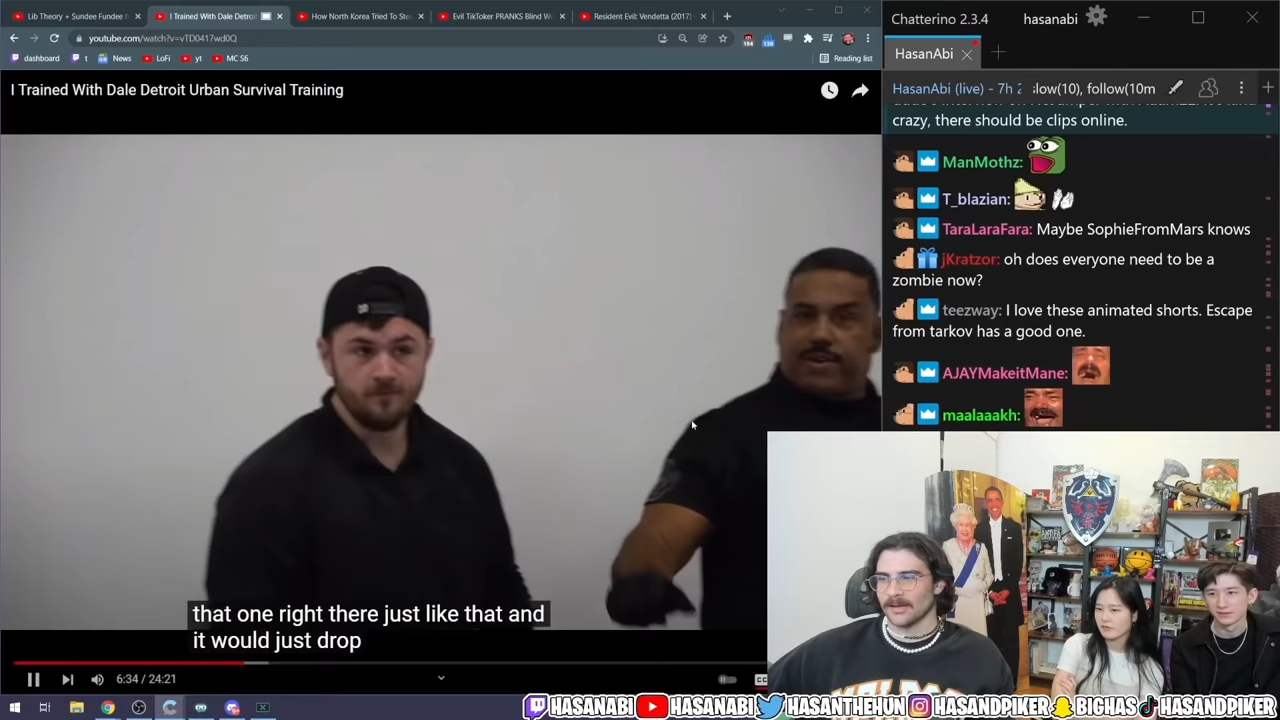 Lib Theory + Sundee Fundee
I Trained With Dale Detroi
How North Korea Tried To Ste
Evil TikToker PRANKS Blind W
Resident Evil: Vendetta (2017)
youtube.com/watch?v=vTD0417wd0Q
dashboard
t
News
LoFi
yt
MC S6
Reading list
184
130
I Trained With Dale Detroit Urban Survival Training
that one right there just like that and
it would just drop
6:34 / 24:21
CC
Chatterino 2.3.4
hasanabi
HasanAbi
HasanAbi (live) - 7h 2
slow(10), follow(10m
crazy, there should be clips online.
ManMothz:
T_blazian:
TaraLaraFara: Maybe SophieFromMars knows
jKratzor: oh does everyone need to be a
zombie now?
teezway: I love these animated shorts. Escape
from tarkov has a good one.
AJAYMakeitMane:
maalaaakh:
HASANABI
HASANABI
HASANTHEHUN
HASANDPIKER
BIGHAS
HASANDPIKER